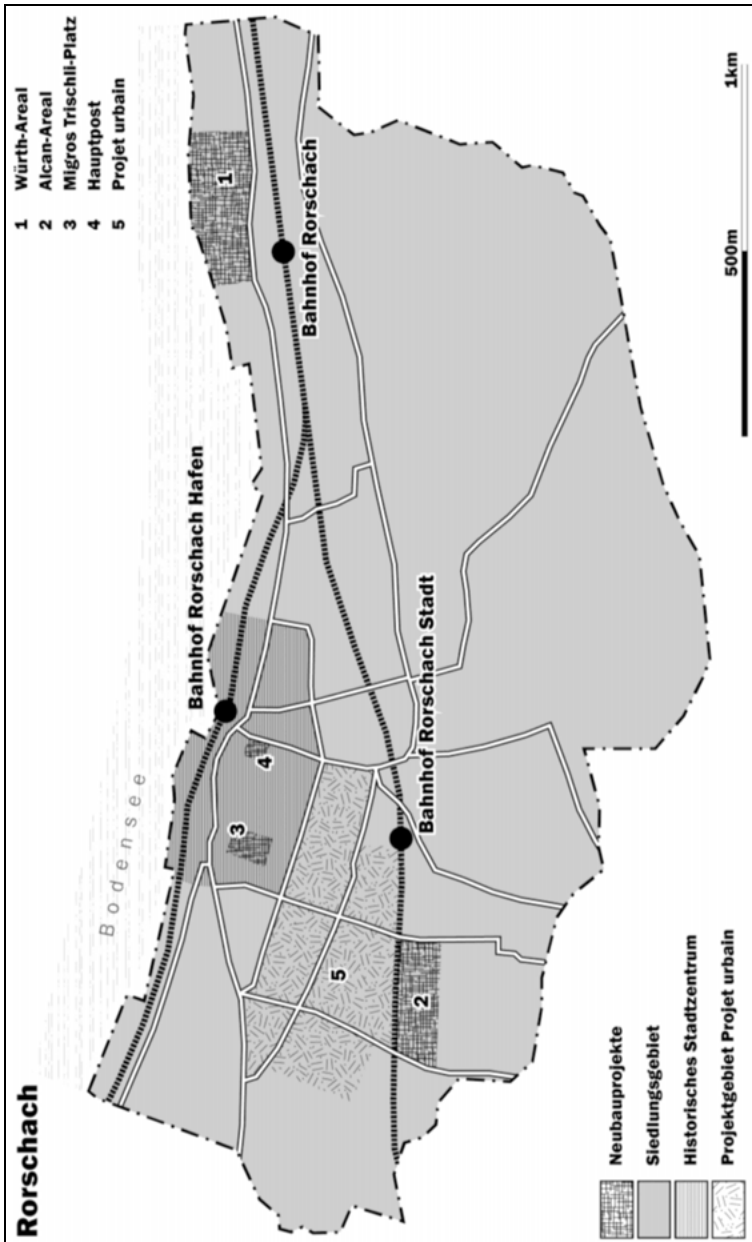 Rorschach
1 Würth-Areal
2 Alcan-Areal
3 Migros Trischli-Platz
4 Hauptpost
5 Projet urbain
Bodensee
Bahnhof Rorschach Hafen
Bahnhof Rorschach
Bahnhof Rorschach Stadt
1
2
3
4
5
Neubauprojekte
Siedlungsgebiet
Historisches Stadtzentrum
Projektgebiet Projet urbain
500m
1km